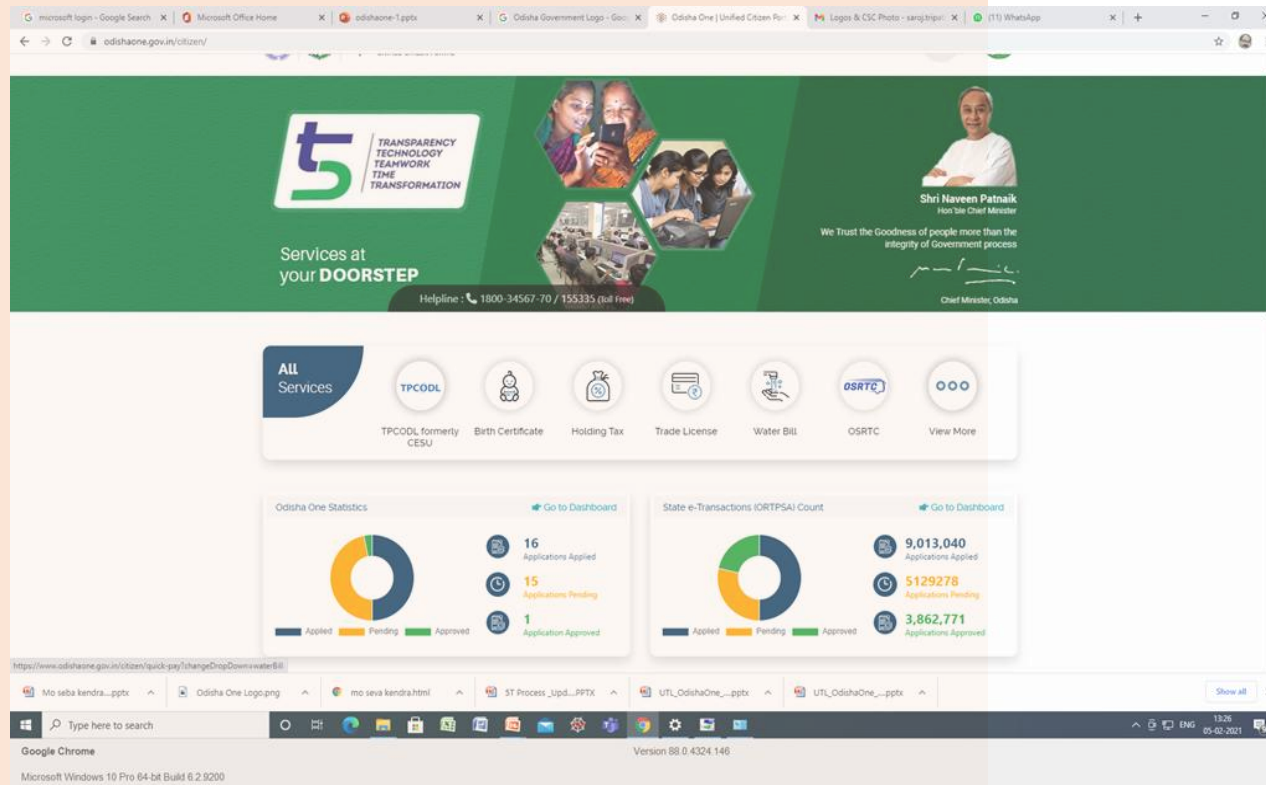 microsoft login - Google Search
Microsoft Office Home
odishaone-1.pptx
Odisha Government Logo - Goo
Odisha One | Unified Citizen Por
Logos & CSC Photo - saroj.tripa
(11) WhatsApp
odishaone.gov.in/citizen/
t5
TRANSPARENCY
TECHNOLOGY
TEAMWORK
TIME
TRANSFORMATION
Services at
your DOORSTEP
Helpline : 1800-34567-70 / 155335 (Toll Free)
Shri Naveen Patnaik
Hon'ble Chief Minister
We Trust the Goodness of people more than the
integrity of Government process
Chief Minister, Odisha
All
Services
TPCODL
OSRTC
TPCODL formerly
CESU
Birth Certificate
Holding Tax
Trade License
Water Bill
OSRTC
View More
Odisha One Statistics
Go to Dashboard
16
Applications Applied
15
Applications Pending
1
Application Approved
Applied
Pending
Approved
State e-Transactions (ORTPSA) Count
Go to Dashboard
9,013,040
Applications Applied
5129278
Applications Pending
3,862,771
Applications Approved
Applied
Pending
Approved
https://www.odishaone.gov.in/citizen/quick-pay?changeDropDown=waterBill
Mo seba kendra....pptx
Odisha One Logo.png
mo seva kendra.html
ST Process _Upd....PPTX
UTL_OdishaOne_....pptx
UTL_OdishaOne_....pptx
Show all
Type here to search
ENG
13:26
05-02-2021
Google Chrome
Version 88.0.4324.146
Microsoft Windows 10 Pro 64-bit Build 6.2.9200